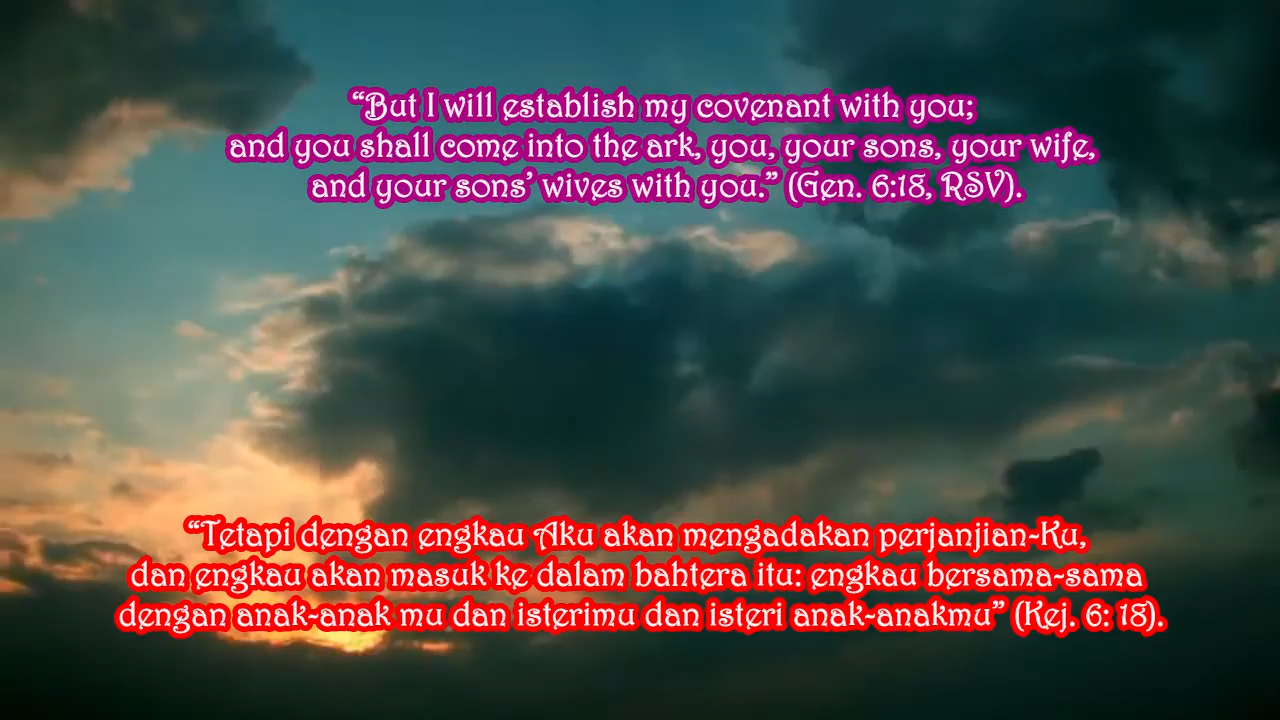 “But I will establish my covenant with you;
and you shall come into the ark, you, your sons, your wife,
and your sons’ wives with you.” (Gen. 6:18, RSV).
“Tetapi dengan engkau Aku akan mengadakan perjanjian-Ku,
dan engkau akan masuk ke dalam bahtera itu: engkau bersama-sama
dengan anak-anak mu dan isterimu dan isteri anak-anakmu” (Kej. 6: 18).